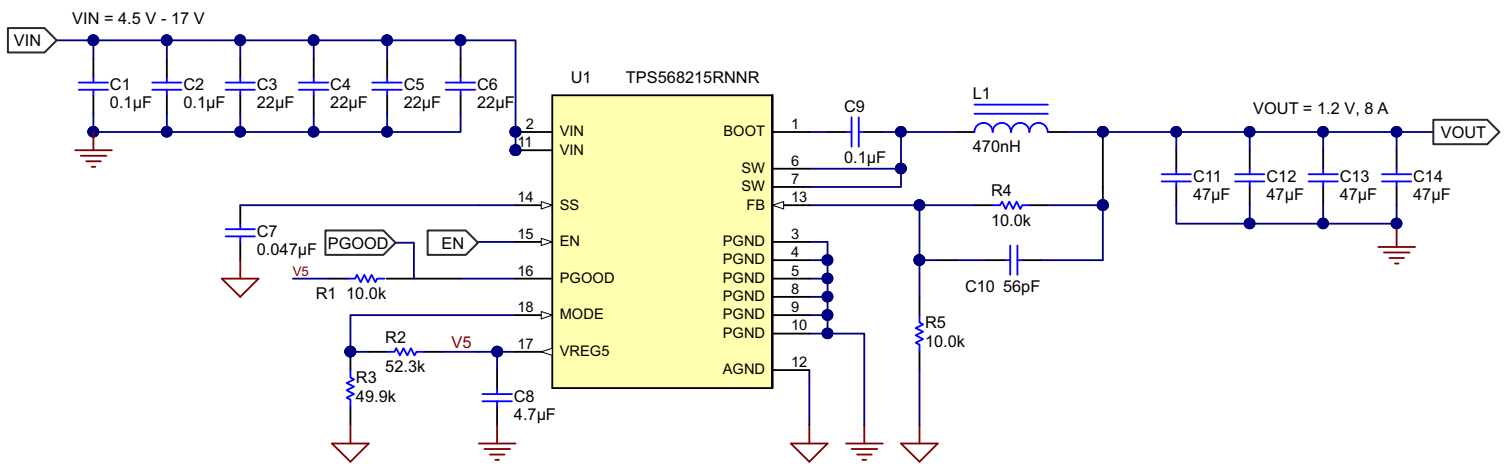 VIN = 4.5 V - 17 V
VIN
C1
0.1µF
C2
0.1µF
C3
22µF
C4
22µF
C5
22µF
C6
22µF
U1 TPS568215RNNR
2 VIN
11 VIN
14 SS
15 EN
16 PGOOD
18 MODE
17 VREG5
BOOT 1
SW 6
SW 7
FB 13
PGND 3
PGND 4
PGND 5
PGND 8
PGND 9
PGND 10
AGND 12
C7
0.047µF
PGOOD
EN
V5
R1 10.0k
R2
52.3k
V5
R3
49.9k
C8
4.7µF
C9
0.1µF
L1
470nH
R4
10.0k
C10 56pF
R5
10.0k
VOUT = 1.2 V, 8 A
VOUT
C11
47µF
C12
47µF
C13
47µF
C14
47µF